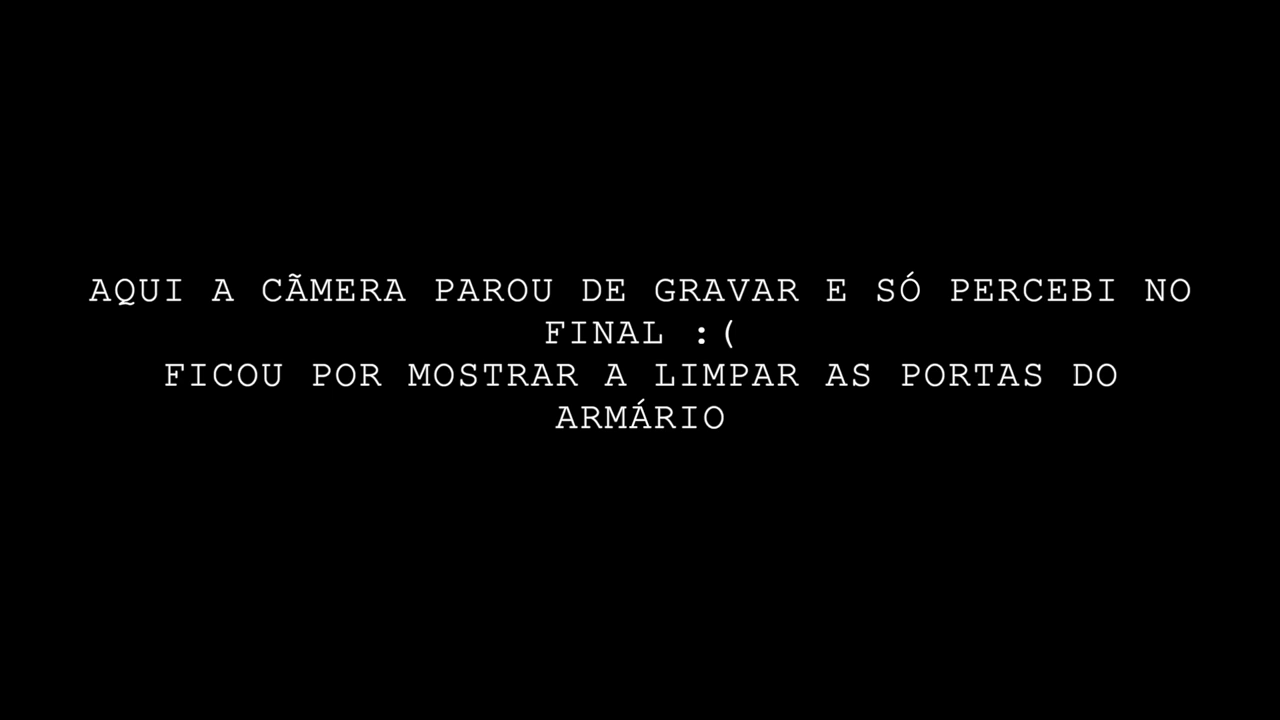 AQUI A CÃMERA PAROU DE GRAVAR E SÓ PERCEBI NO
FINAL :(
FICOU POR MOSTRAR A LIMPAR AS PORTAS DO
ARMÁRIO